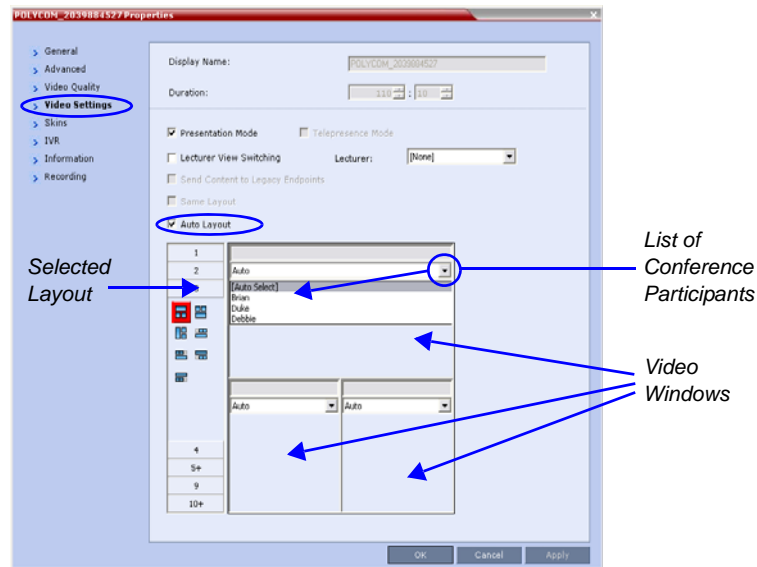 POLYCOM_2039884527 Properties
x
General
Advanced
Video Quality
Video Settings
Skins
IVR
Information
Recording
Display Name:
POLYCOM_2039884527
Duration:
110 : 10
Presentation Mode
Telepresence Mode
Lecturer View Switching
Lecturer:
[None]
Send Content to Legacy Endpoints
Same Layout
Auto Layout
1
2
Auto
[Auto Select]
Brian
Duke
Debbie
Auto
Auto
4
5+
9
10+
OK
Cancel
Apply
Selected
Layout
List of
Conference
Participants
Video
Windows